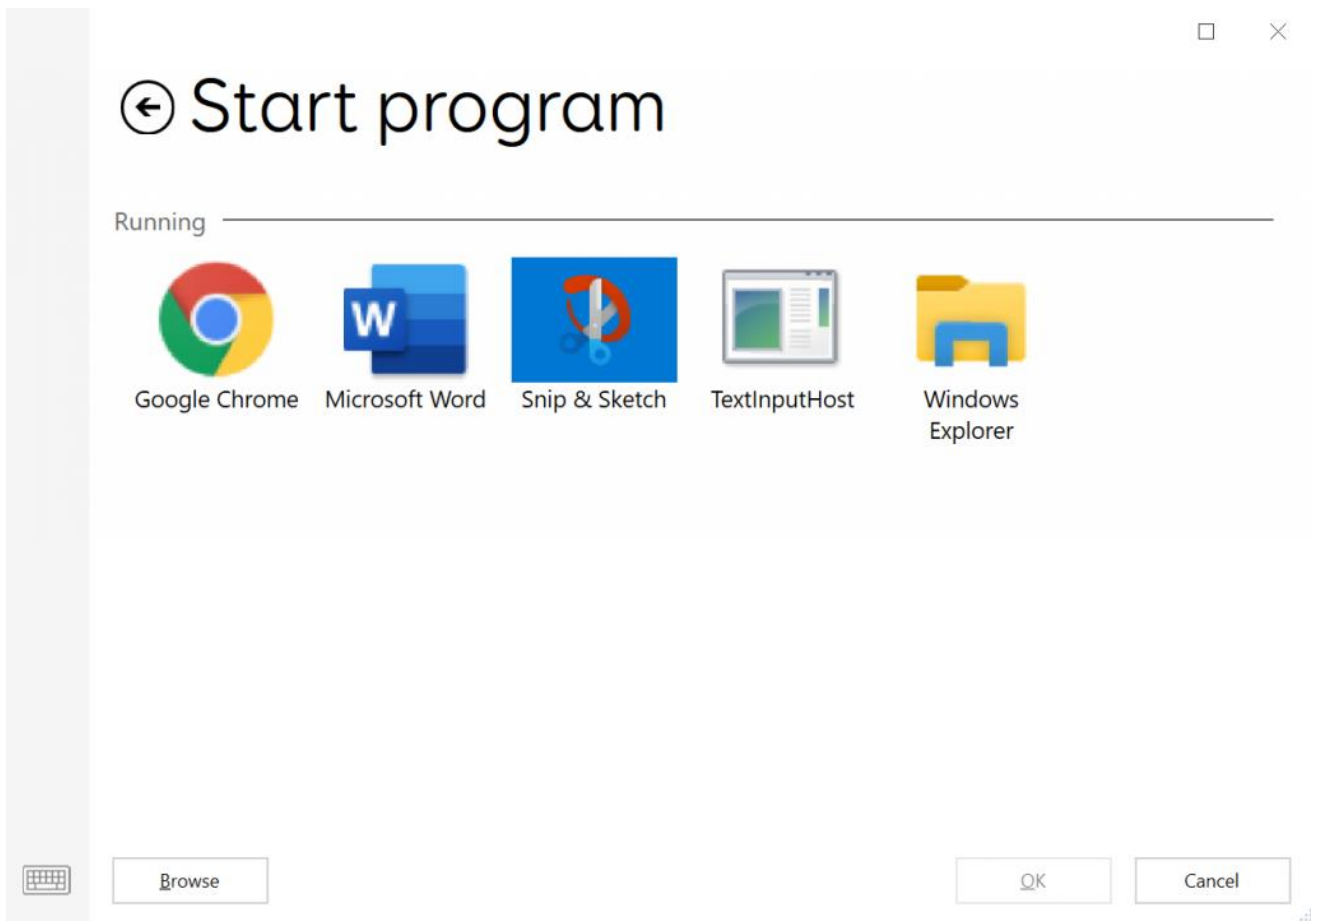 Start program
Running
W
Google Chrome
Microsoft Word
Snip & Sketch
TextInputHost
Windows
Explorer
Browse
OK
Cancel